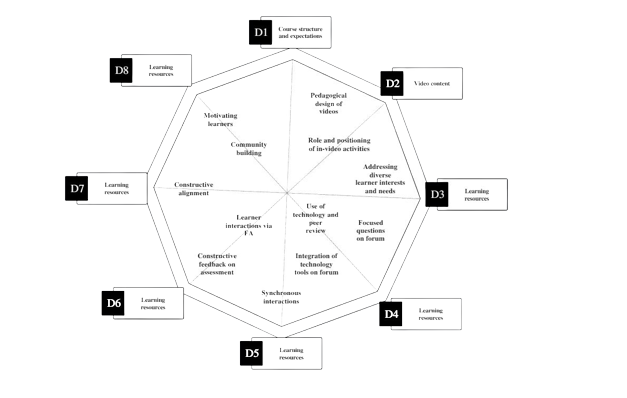 D1
Course structure
and expectations
D8
Learning
resources
D2
Video content
Pedagogical
design of
videos
Motivating
learners
Role and positioning
of in-video activities
Community
building
Addressing
diverse
learner interests
and needs
D7
Learning
resources
Constructive
alignment
D3
Learning
resources
Use of
technology and
peer
review
Learner
interactions via
Focused
questions
on forum
Constructive
feedback on
assessment
Integration of
technology
tools on forum
Synchronous
interactions
D6
Learning
resources
D4
Learning
resources
D5
Learning
resources